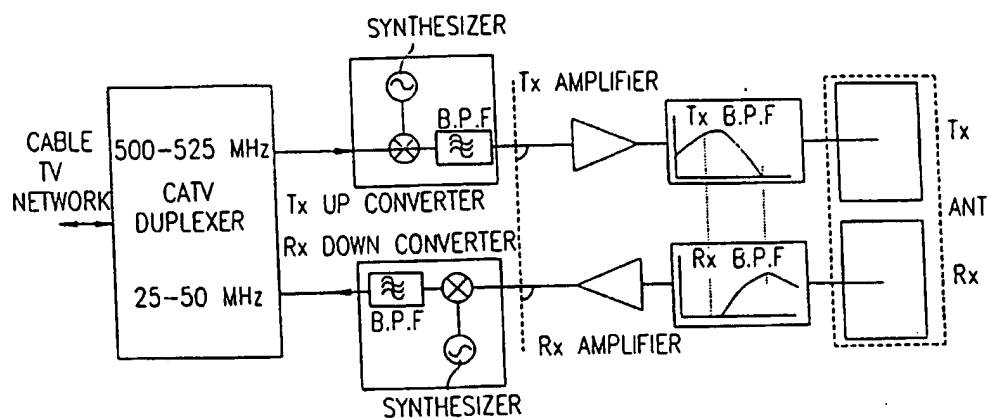 SYNTHESIZER
Tx AMPLIFIER
B.P.F
Tx B.P.F
Tx
CABLE
TV
NETWORK
500-525 MHz
CATV
DUPLEXER
25-50 MHz
Tx UP CONVERTER
Rx DOWN CONVERTER
ANT
Rx B.P.F
Rx
B.P.F
Rx AMPLIFIER
SYNTHESIZER